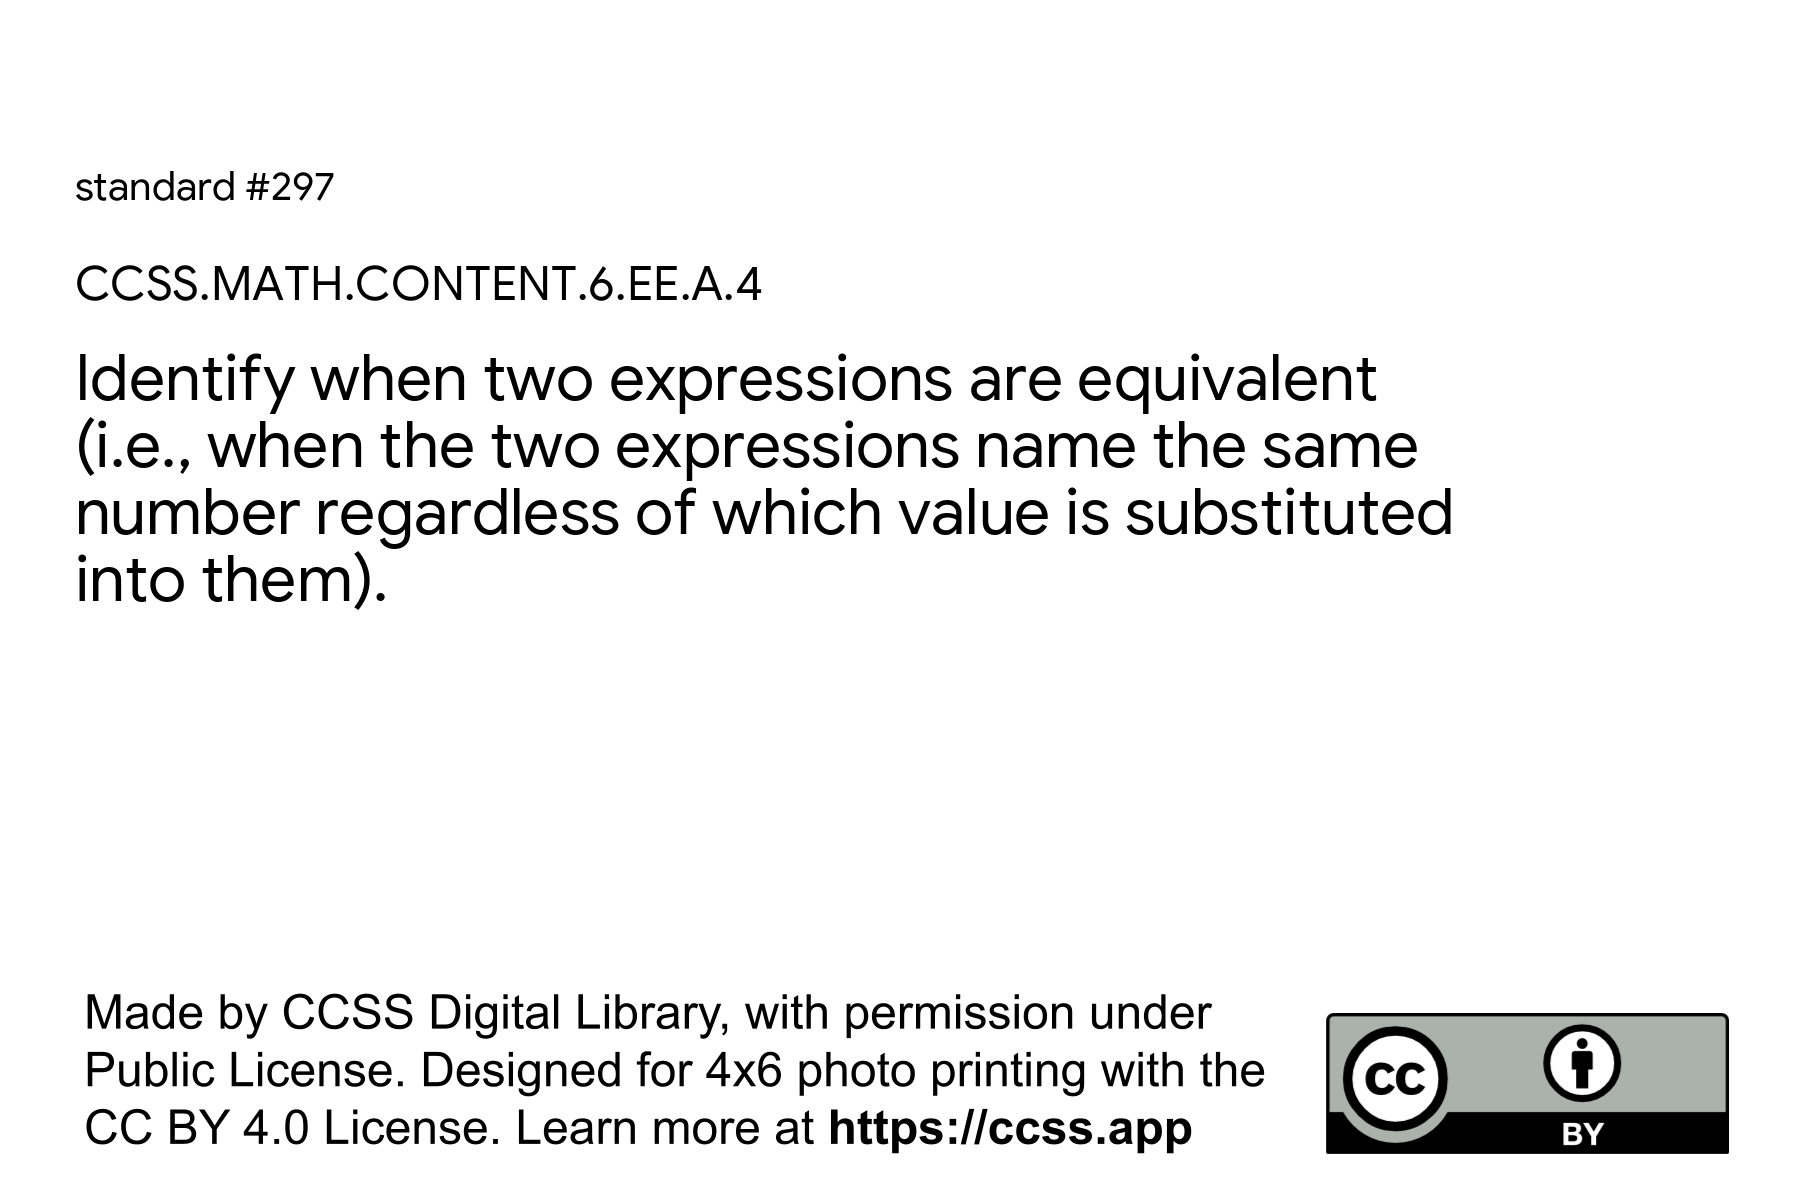 standard #297
CCSS.MATH.CONTENT.6.EE.A.4
Identify when two expressions are equivalent
(i.e., when the two expressions name the same
number regardless of which value is substituted
into them).
Made by CCSS Digital Library, with permission under
Public License. Designed for 4x6 photo printing with the
CC BY 4.0 License. Learn more at https://ccss.app
cc
BY